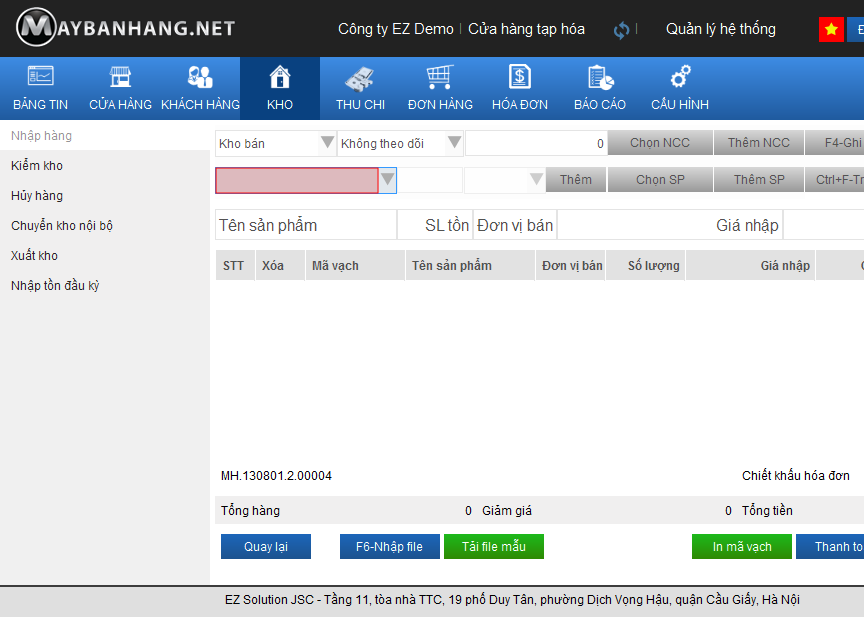 MAYBANHANG.NET
Công ty EZ Demo | Cửa hàng tạp hóa | Quản lý hệ thống
BẢNG TIN CỬA HÀNG KHÁCH HÀNG KHO THU CHI ĐƠN HÀNG HÓA ĐƠN BÁO CÁO CẤU HÌNH
Nhập hàng
Kiểm kho
Hủy hàng
Chuyển kho nội bộ
Xuất kho
Nhập tồn đầu kỳ
Kho bán Không theo dõi 0 Chọn NCC Thêm NCC F4-Ghi
Thêm Chọn SP Thêm SP Ctrl+F-Tr
Tên sản phẩm SL tồn Đơn vị bán Giá nhập
STT Xóa Mã vạch Tên sản phẩm Đơn vị bán Số lượng Giá nhập
MH.130801.2.00004 Chiết khấu hóa đơn
Tổng hàng 0 Giảm giá 0 Tổng tiền
Quay lại F6-Nhập file Tải file mẫu In mã vạch Thanh to
EZ Solution JSC - Tầng 11, tòa nhà TTC, 19 phố Duy Tân, phường Dịch Vọng Hậu, quận Cầu Giấy, Hà Nội